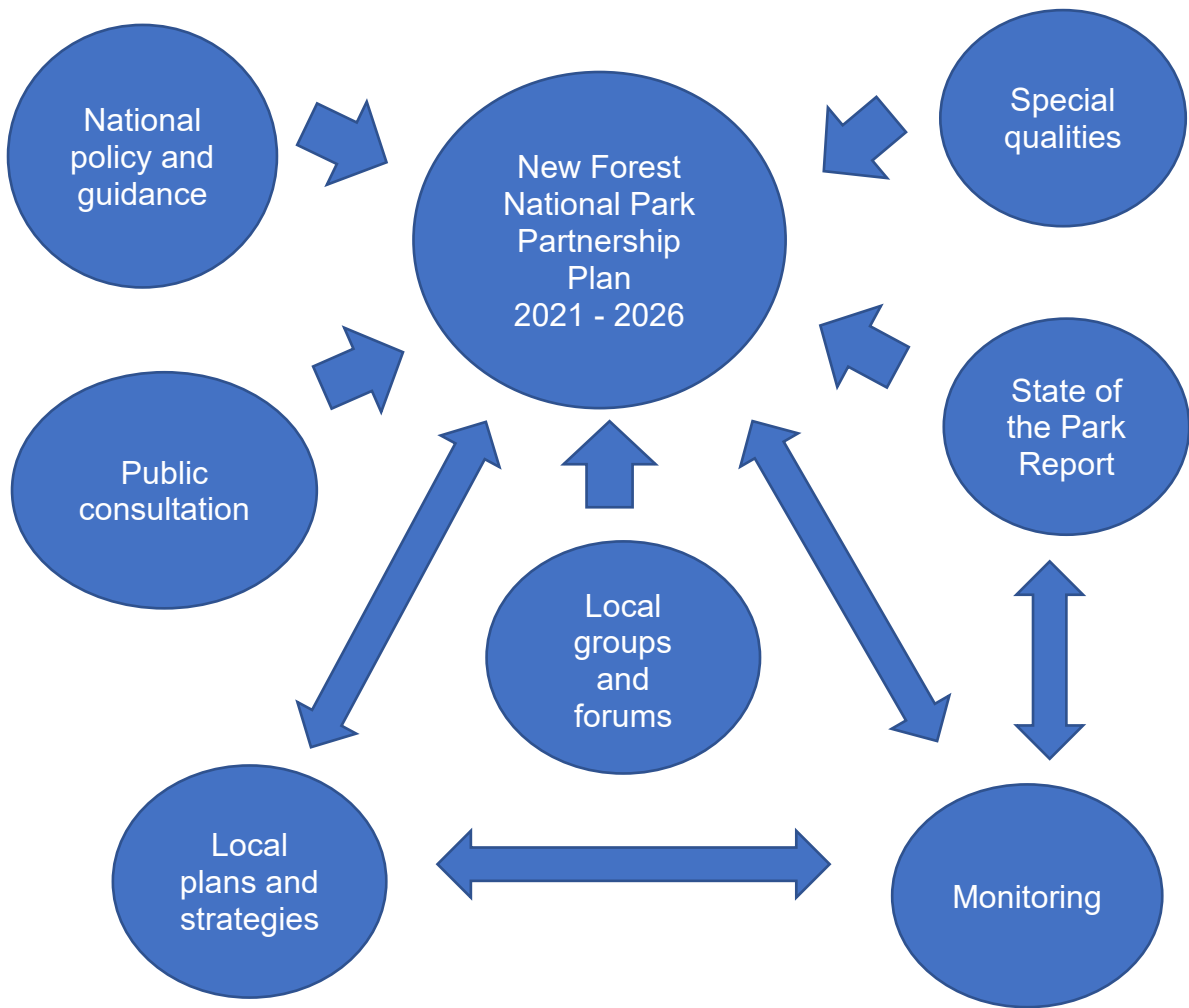 National
policy and
guidance
New Forest
National Park
Partnership
Plan
2021 - 2026
Special
qualities
Public
consultation
State of
the Park
Report
Local
groups
and
forums
Local
plans and
strategies
Monitoring